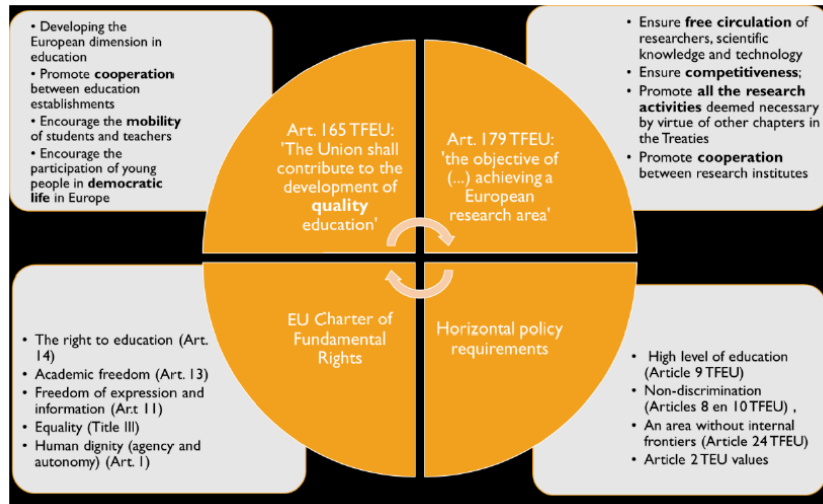 • Developing the
European dimension in
education
• Promote cooperation
between education
establishments
• Encourage the mobility
of students and teachers
• Encourage the
participation of young
people in democratic
life in Europe
• Ensure free circulation of
researchers, scientific
knowledge and technology
• Ensure competitiveness;
• Promote all the research
activities deemed necessary
by virtue of other chapters in
the Treaties
• Promote cooperation
between research institutes
Art. 165 TFEU:
'The Union shall
contribute to the
development of
quality
education'
Art. 179 TFEU:
'the objective of
(...) achieving a
European
research area'
EU Charter of
Fundamental
Rights
Horizontal policy
requirements
• The right to education (Art.
14)
• Academic freedom (Art. 13)
• Freedom of expression and
information (Ar.t 11)
• Equality (Title III)
• Human dignity (agency and
autonomy) (Art. 1)
• High level of education
(Article 9 TFEU)
• Non-discrimination
(Articles 8 en 10 TFEU) ,
• An area without internal
frontiers (Article 24 TFEU)
• Article 2 TEU values